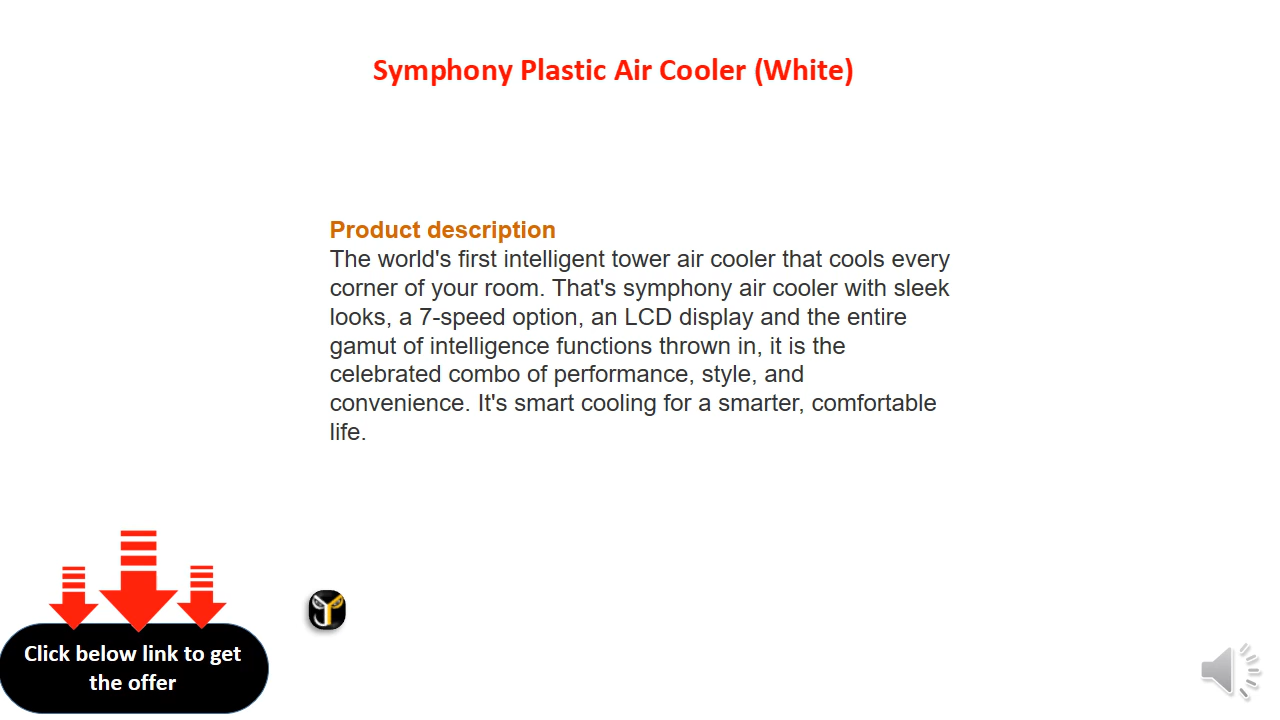 Symphony Plastic Air Cooler (White)
Product description
The world's first intelligent tower air cooler that cools every
corner of your room. That's symphony air cooler with sleek
looks, a 7-speed option, an LCD display and the entire
gamut of intelligence functions thrown in, it is the
celebrated combo of performance, style, and
convenience. It's smart cooling for a smarter, comfortable
life.
Click below link to get
the offer